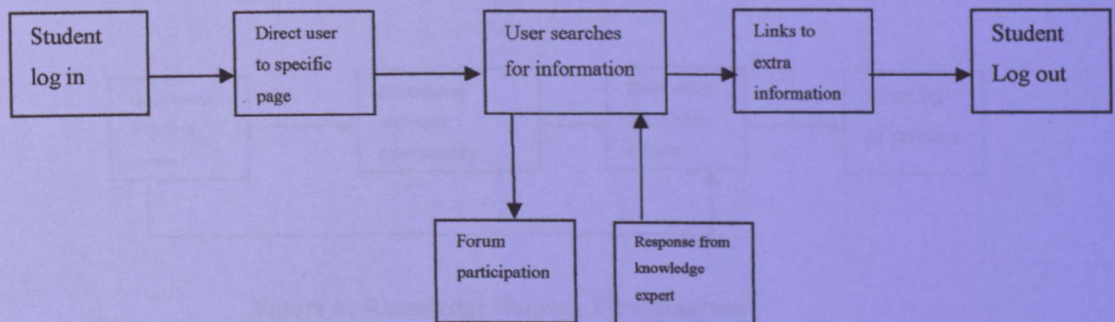 Student
log in
Direct user
to specific
page
User searches
for information
Links to
extra
information
Student
Log out
Forum
participation
Response from
knowledge
expert